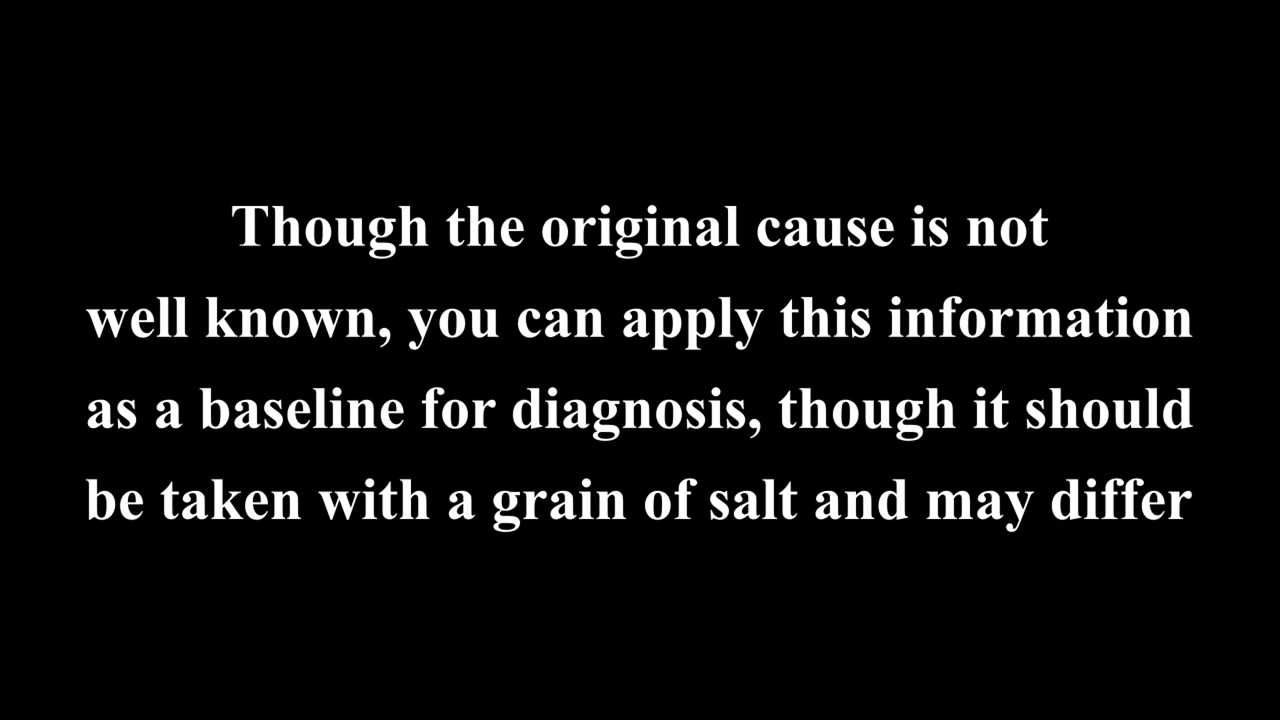 Though the original cause is not
well known, you can apply this information
as a baseline for diagnosis, though it should
be taken with a grain of salt and may differ